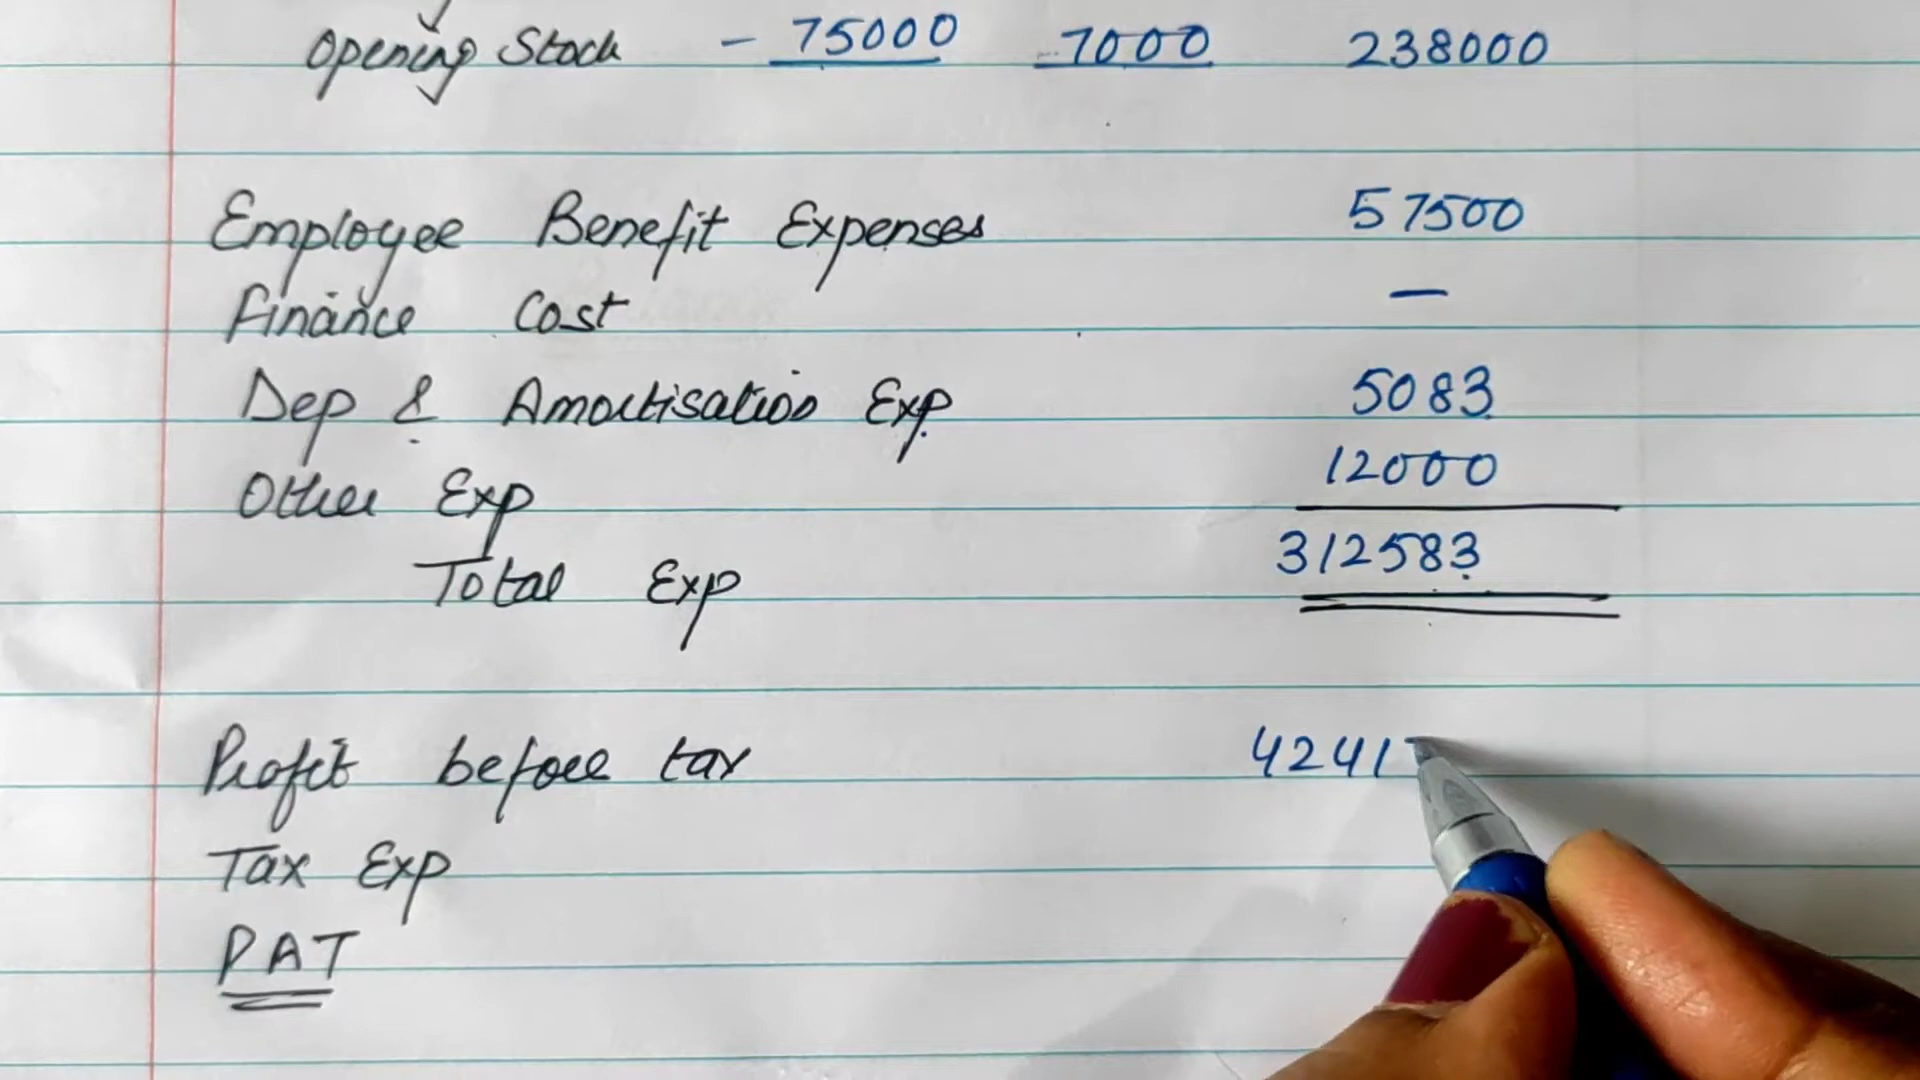 Opening Stock - 75000 7000 238000
Employee Benefit Expenses 57500
Finance Cost —
Dep & Amortisation Exp 5083
Other Exp 12000
Total Exp 312583
Profit before tax 4241
Tax Exp
PAT